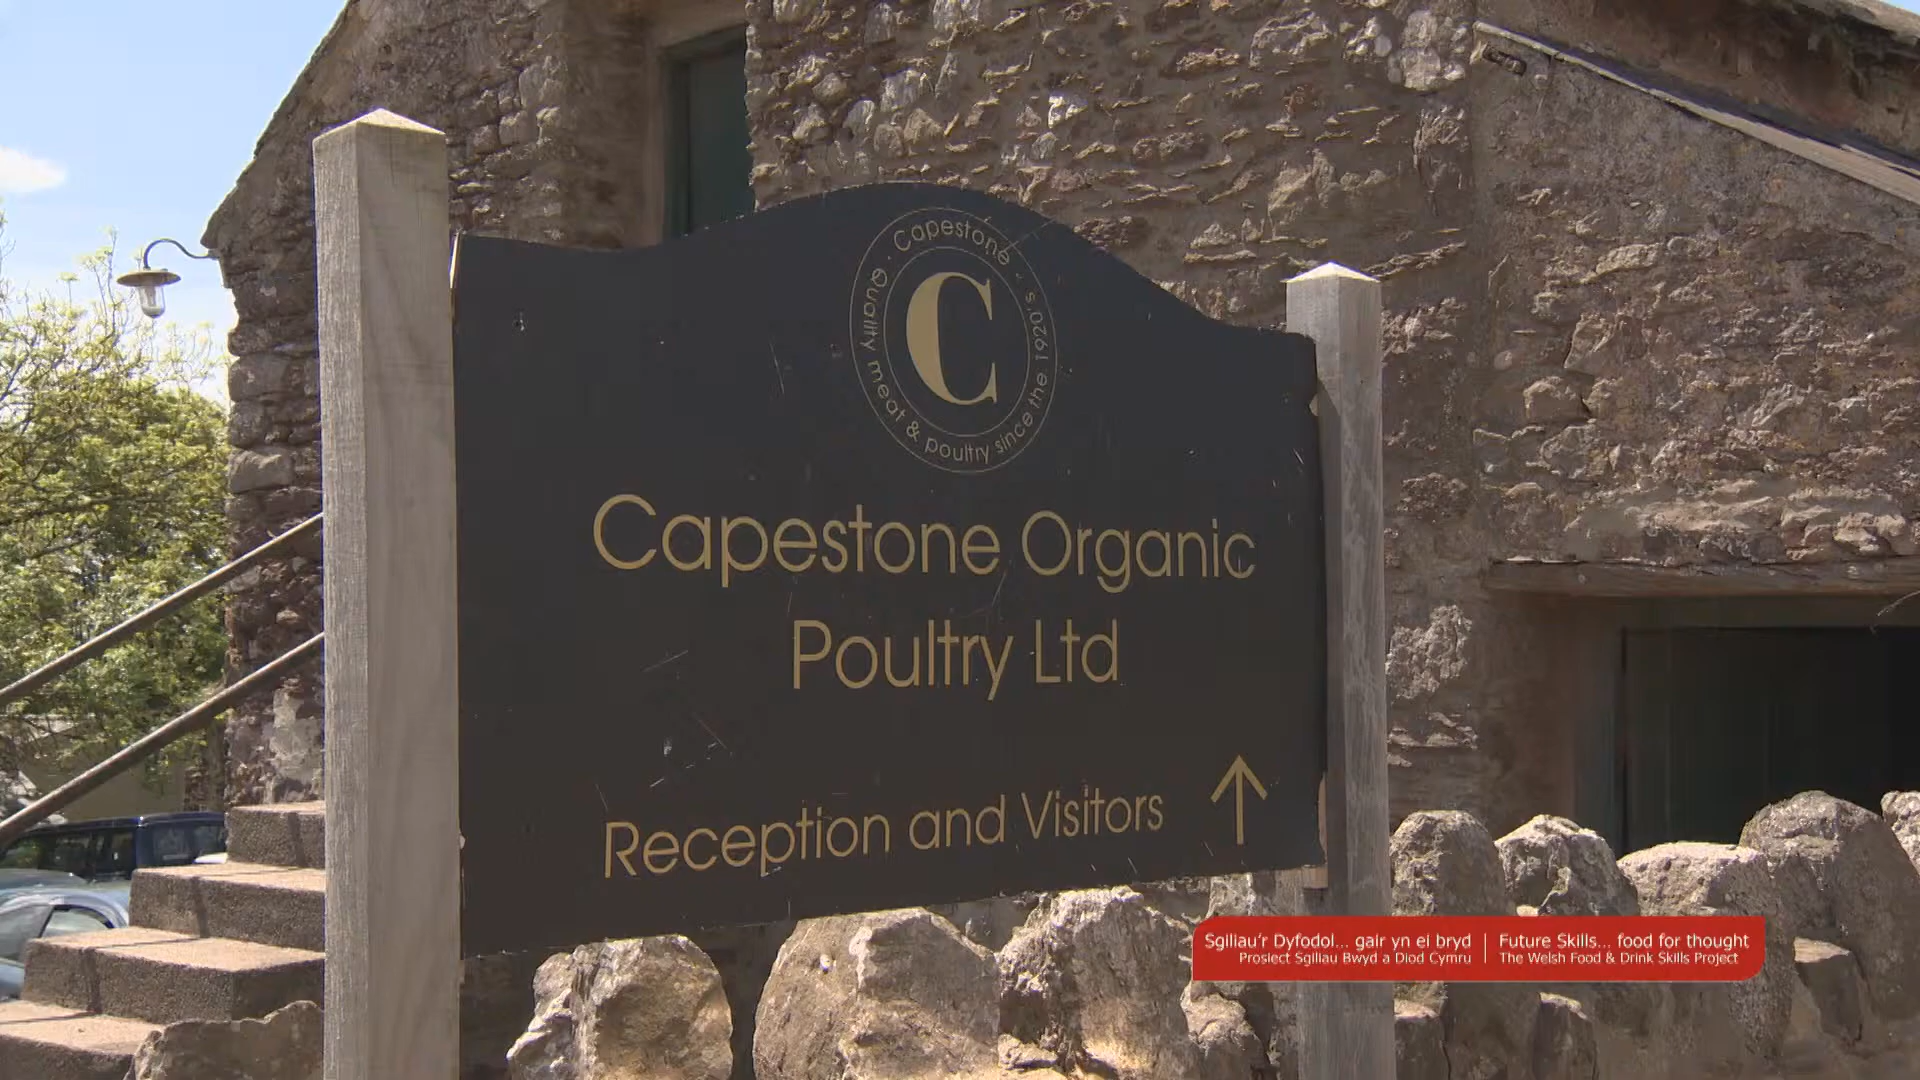 Capestone · Quality meat & poultry since the 1920's ·
C
Capestone Organic
Poultry Ltd
Reception and Visitors ↑
Sgiliau'r Dyfodol... gair yn ei bryd
Prosiect Sgiliau Bwyd a Diod Cymru
Future Skills... food for thought
The Welsh Food & Drink Skills Project